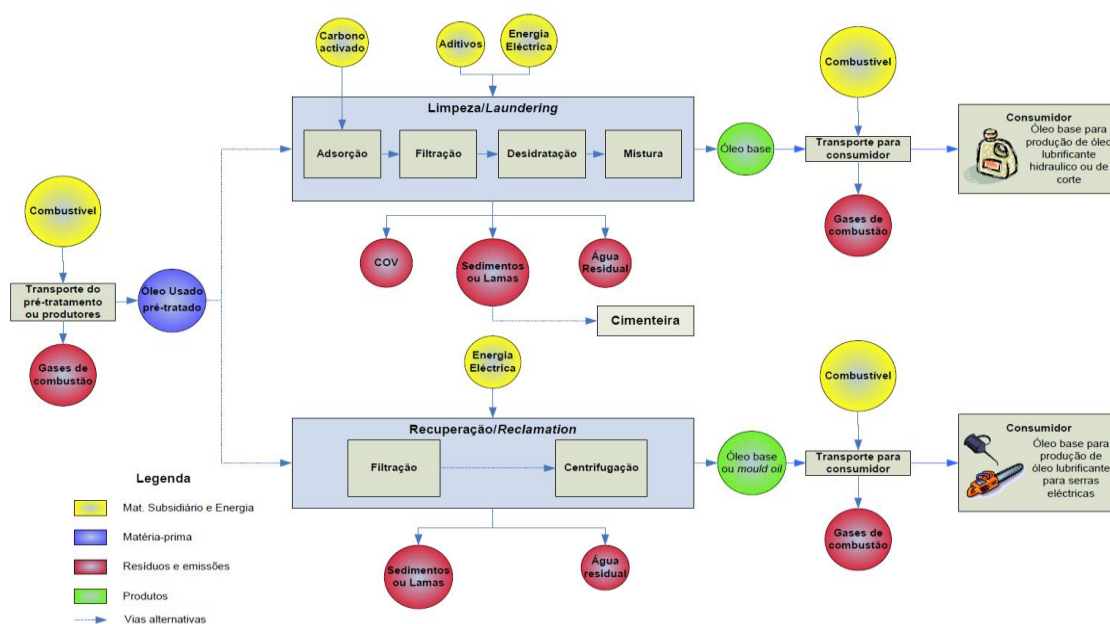 Carbono
activado
Aditivos
Energia
Eléctrica
Combustível
Limpeza/Laundering
Adsorção
Filtração
Desidratação
Mistura
Óleo base
Transporte para
consumidor
Consumidor
Óleo base para
produção de óleo
lubrificante
hidraulico ou de
corte
Gases de
combustão
COV
Sedimentos
ou Lamas
Água
Residual
Cimenteira
Combustível
Transporte do
pré-tratamento
ou produtores
Óleo Usado
pré-tratado
Gases de
combustão
Energia
Eléctrica
Combustível
Recuperação/Reclamation
Filtração
Centrifugação
Óleo base
ou mould oil
Transporte para
consumidor
Consumidor
Óleo base para
produção de
óleo lubrificante
para serras
eléctricas
Gases de
combustão
Sedimentos
ou Lamas
Água
residual
Legenda
Mat. Subsidiário e Energia
Matéria-prima
Resíduos e emissões
Produtos
Vias alternativas